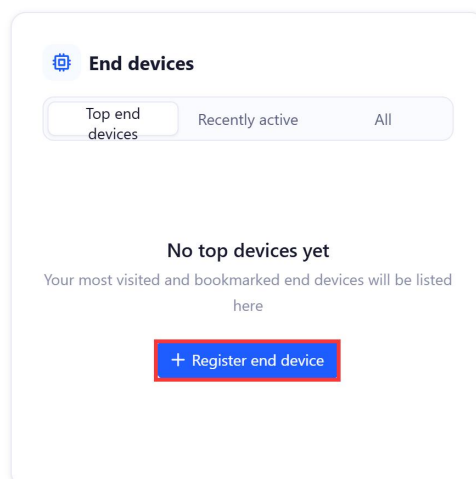 End devices
Top end
devices
Recently active
All
No top devices yet
Your most visited and bookmarked end devices will be listed
here
+ Register end device